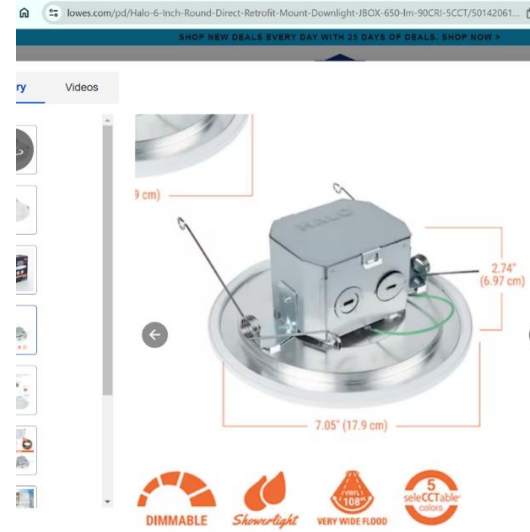 lowes.com/pd/Halo-6-Inch-Round-Direct-Retrofit-Mount-Downlight-JBOX-650-lm-90CRI-5CCT/50142061...
SHOP NEW DEALS EVERY DAY WITH 25 DAYS OF DEALS. SHOP NOW >
ry
Videos
9 cm)
HALO
2.74"
(6.97 cm)
7.05" (17.9 cm)
VINYL
108°
5
seleCCTable
colors
DIMMABLE
Showerlight
VERY WIDE FLOOD